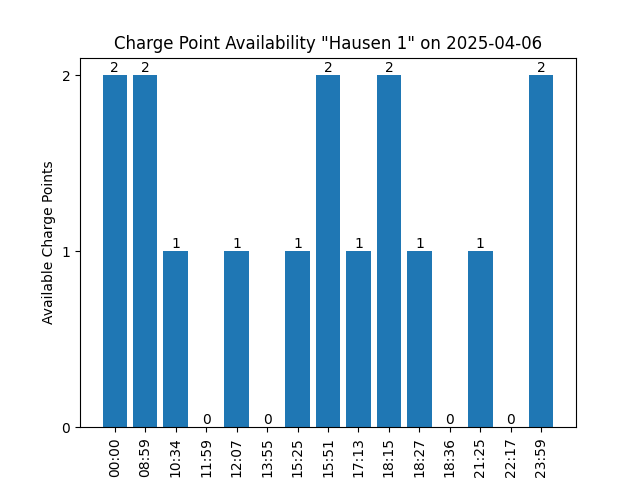 Charge Point Availability "Hausen 1" on 2025-04-06
Available Charge Points
2
1
0
2 2 1 0 1 0 1 2 1 2 1 0 1 0 2
00:00 08:59 10:34 11:59 12:07 13:55 15:25 15:51 17:13 18:15 18:27 18:36 21:25 22:17 23:59